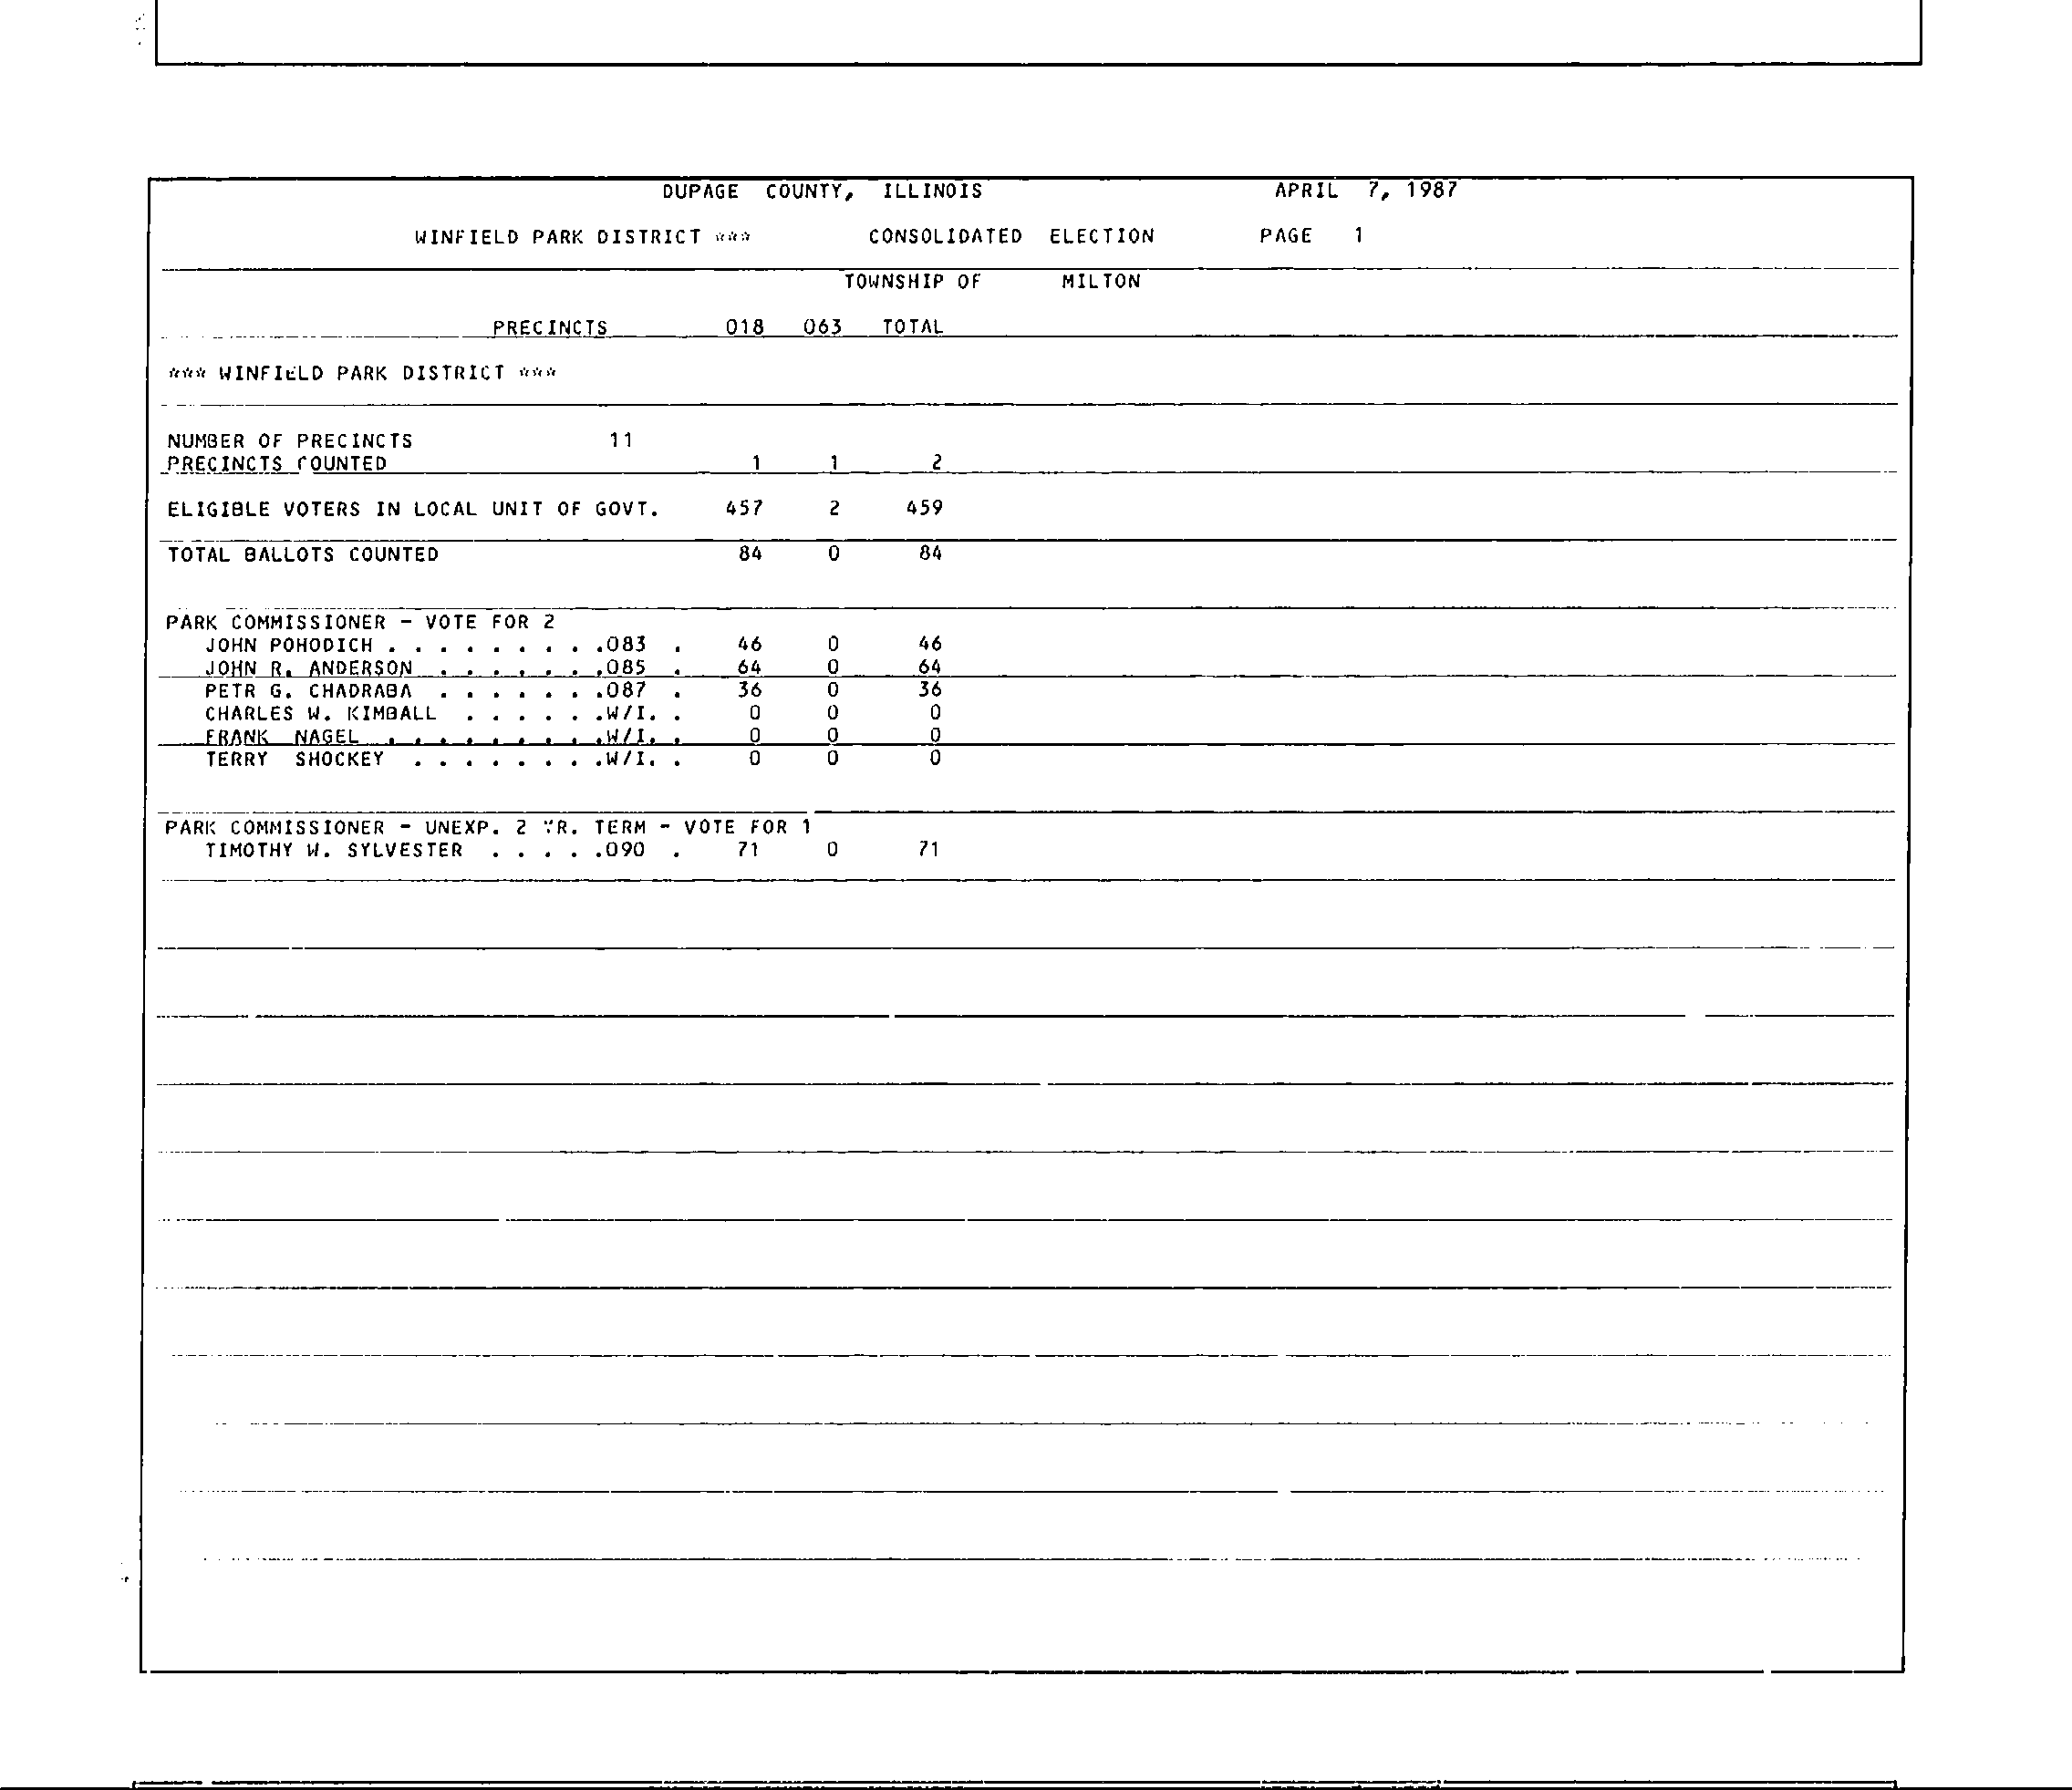 DUPAGE COUNTY, ILLINOIS APRIL 7, 1987
WINFIELD PARK DISTRICT *** CONSOLIDATED ELECTION PAGE 1
TOWNSHIP OF MILTON
PRECINCTS 018 063 TOTAL
*** WINFIELD PARK DISTRICT ***
NUMBER OF PRECINCTS 11
PRECINCTS COUNTED 1 1 2
ELIGIBLE VOTERS IN LOCAL UNIT OF GOVT. 457 2 459
TOTAL BALLOTS COUNTED 84 0 84
PARK COMMISSIONER - VOTE FOR 2
JOHN POHODICH . . . . . . . . .083 . 46 0 46
JOHN R. ANDERSON . . . . . . .085 . 64 0 64
PETR G. CHADRABA . . . . . . .087 . 36 0 36
CHARLES W. KIMBALL . . . . . .W/I. . 0 0 0
FRANK NAGEL . . . . . . . . .W/I. . 0 0 0
TERRY SHOCKEY . . . . . . . .W/I. . 0 0 0
PARK COMMISSIONER - UNEXP. 2 YR. TERM - VOTE FOR 1
TIMOTHY W. SYLVESTER . . . . .090 . 71 0 71